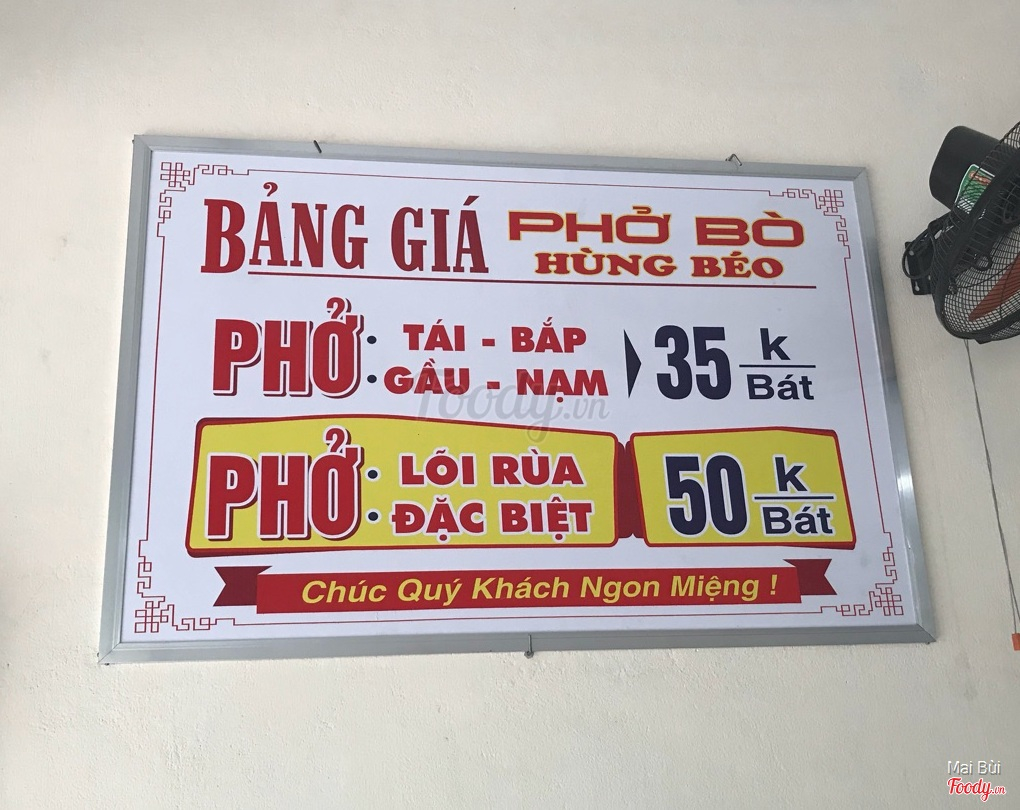 BẢNG GIÁ PHỞ BÒ
HÙNG BÉO
PHỞ : TÁI - BẮP
GẦU - NẠM
35 k
Bát
PHỞ : LÕI RÙA
ĐẶC BIỆT
50 k
Bát
Chúc Quý Khách Ngon Miệng !
Foody.vn
Mai Bùi
Foody.vn